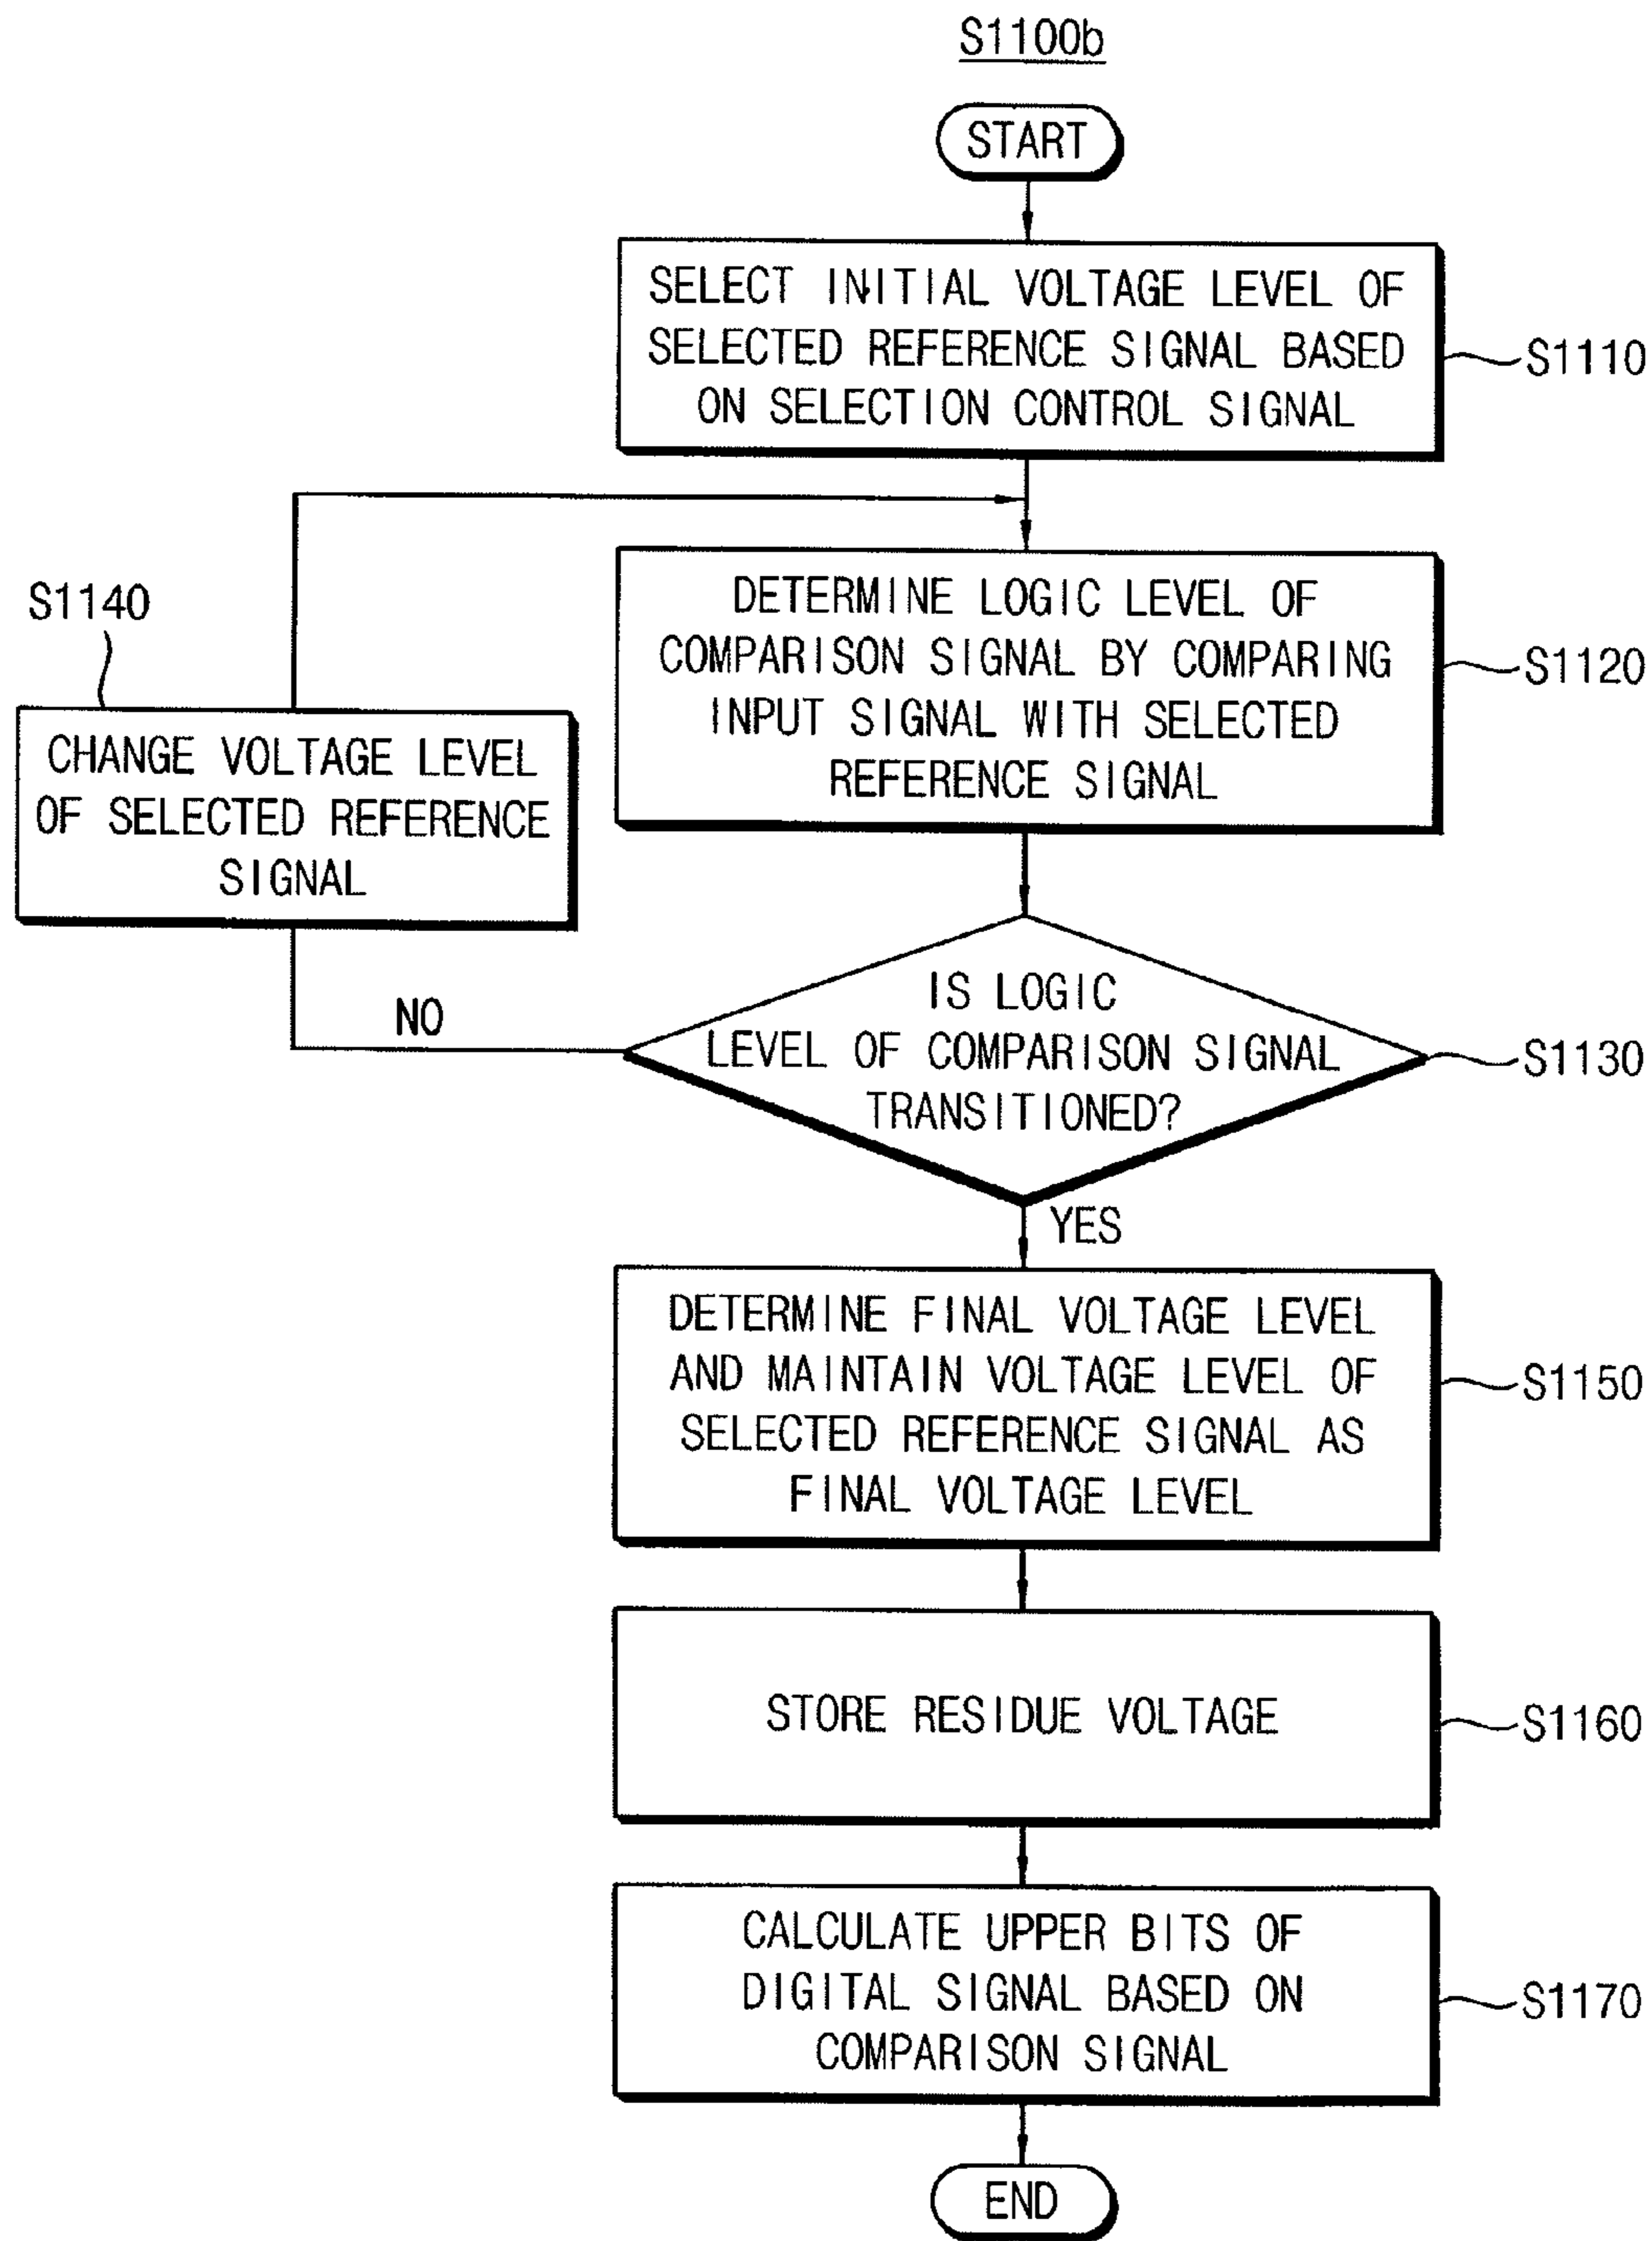 S1100b
START
SELECT INITIAL VOLTAGE LEVEL OF
SELECTED REFERENCE SIGNAL BASED
ON SELECTION CONTROL SIGNAL
S1110
DETERMINE LOGIC LEVEL OF
COMPARISON SIGNAL BY COMPARING
INPUT SIGNAL WITH SELECTED
REFERENCE SIGNAL
S1120
S1140
CHANGE VOLTAGE LEVEL
OF SELECTED REFERENCE
SIGNAL
NO
IS LOGIC
LEVEL OF COMPARISON SIGNAL
TRANSITIONED?
S1130
YES
DETERMINE FINAL VOLTAGE LEVEL
AND MAINTAIN VOLTAGE LEVEL OF
SELECTED REFERENCE SIGNAL AS
FINAL VOLTAGE LEVEL
S1150
STORE RESIDUE VOLTAGE
S1160
CALCULATE UPPER BITS OF
DIGITAL SIGNAL BASED ON
COMPARISON SIGNAL
S1170
END